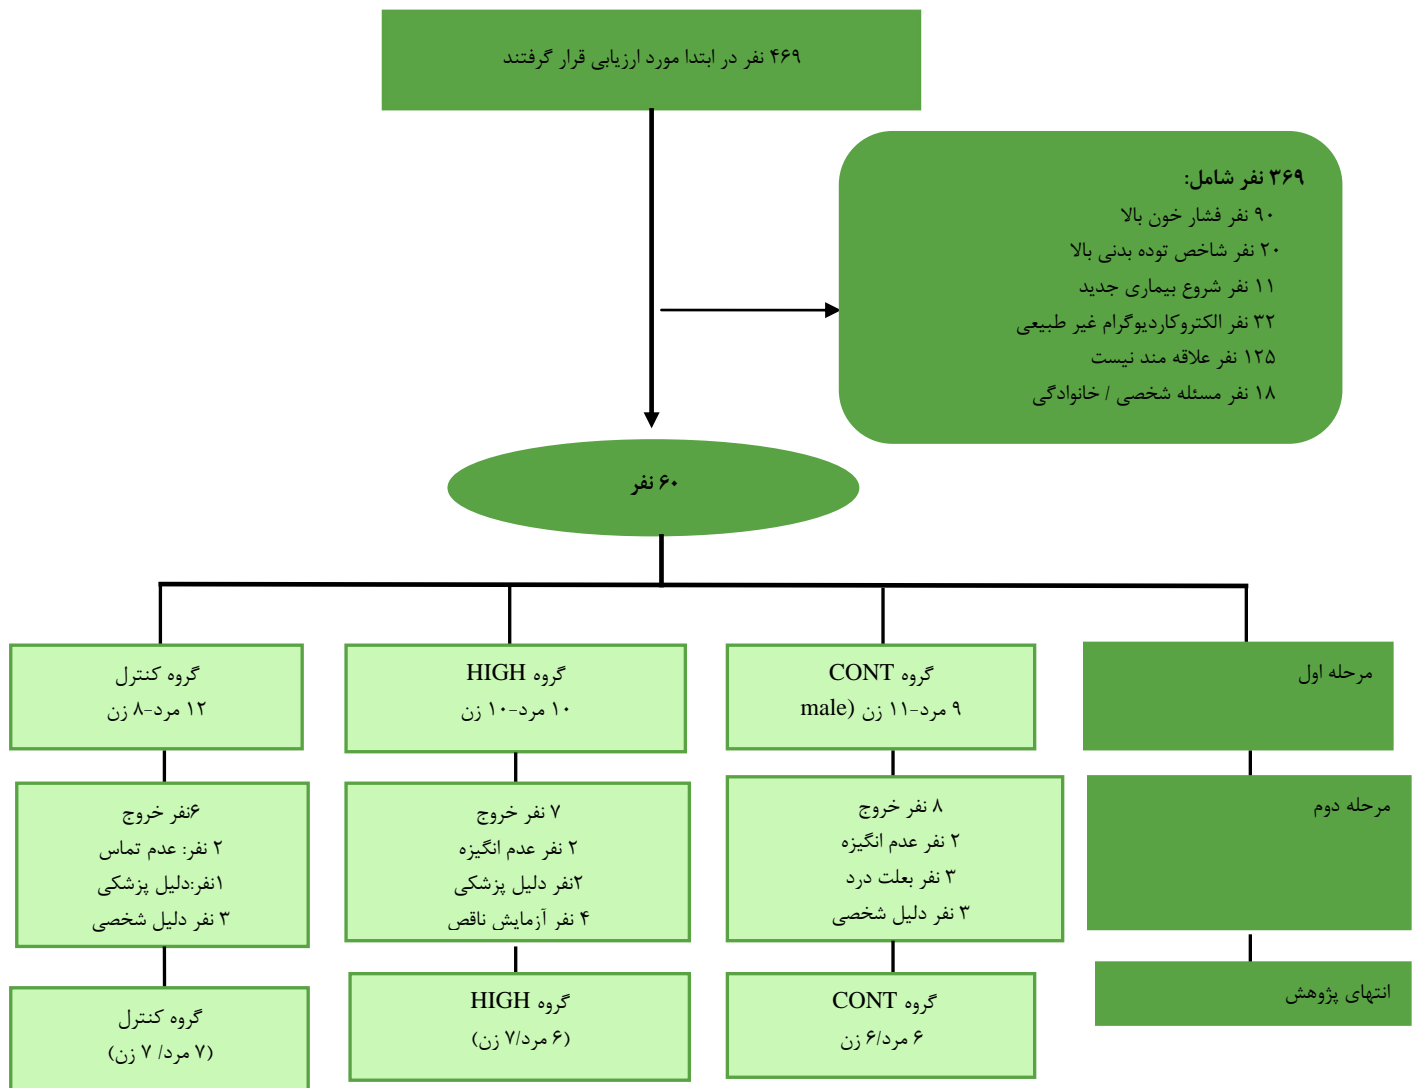 ۴۶۹ نفر در ابتدا مورد ارزیابی قرار گرفتند
۳۶۹ نفر شامل:
۹۰ نفر فشار خون بالا
۲۰ نفر شاخص توده بدنی بالا
۱۱ نفر شروع بیماری جدید
۳۲ نفر الکتروکاردیوگرام غیر طبیعی
۱۲۵ نفر علاقه مند نیست
۱۸ نفر مسئله شخصی / خانوادگی
۶۰ نفر
مرحله اول
گروه CONT
۹ مرد-۱۱ زن (male
گروه HIGH
۱۰ مرد-۱۰ زن
گروه کنترل
۱۲ مرد-۸ زن
مرحله دوم
۸ نفر خروج
۲ نفر عدم انگیزه
۳ نفر بعلت درد
۳ نفر دلیل شخصی
۷ نفر خروج
۲ نفر عدم انگیزه
۲نفر دلیل پزشکی
۴ نفر آزمایش ناقص
۶نفر خروج
۲ نفر: عدم تماس
۱نفر:دلیل پزشکی
۳ نفر دلیل شخصی
انتهای پژوهش
گروه CONT
۶ مرد/۶ زن
گروه HIGH
(۶ مرد/۷ زن)
گروه کنترل
(۷ مرد/ ۷ زن)